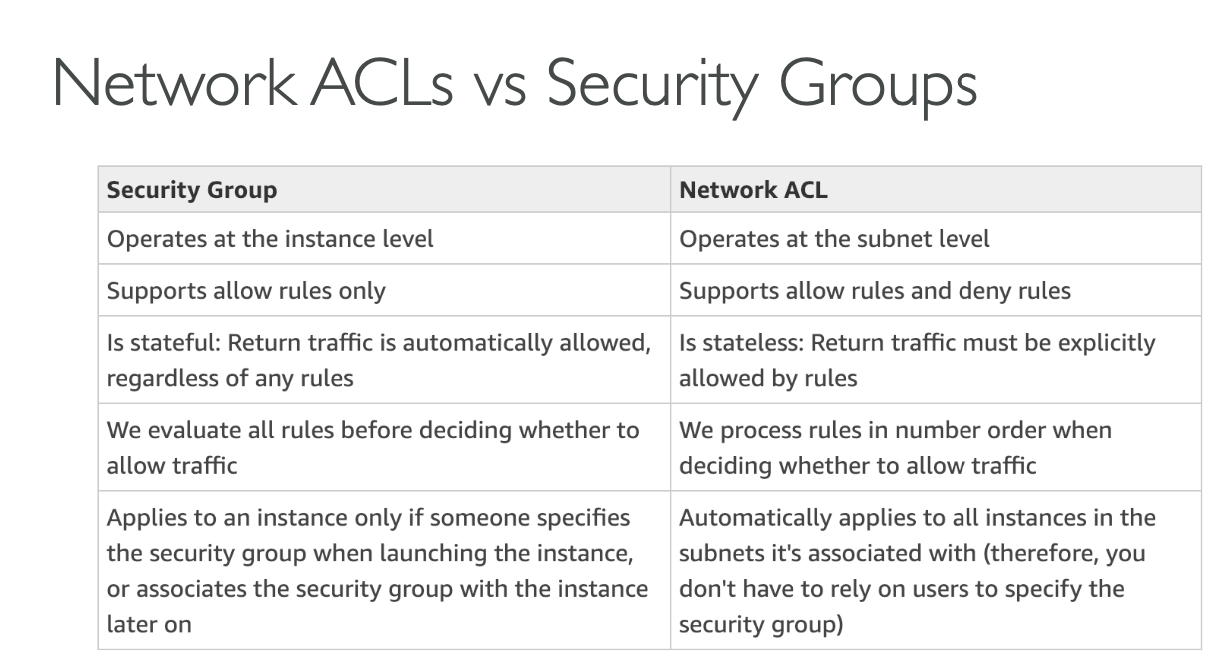 Network ACLs vs Security Groups
Security Group
Network ACL
Operates at the instance level
Operates at the subnet level
Supports allow rules only
Supports allow rules and deny rules
Is stateful: Return traffic is automatically allowed,
regardless of any rules
Is stateless: Return traffic must be explicitly
allowed by rules
We evaluate all rules before deciding whether to
allow traffic
We process rules in number order when
deciding whether to allow traffic
Applies to an instance only if someone specifies
the security group when launching the instance,
or associates the security group with the instance
later on
Automatically applies to all instances in the
subnets it's associated with (therefore, you
don't have to rely on users to specify the
security group)